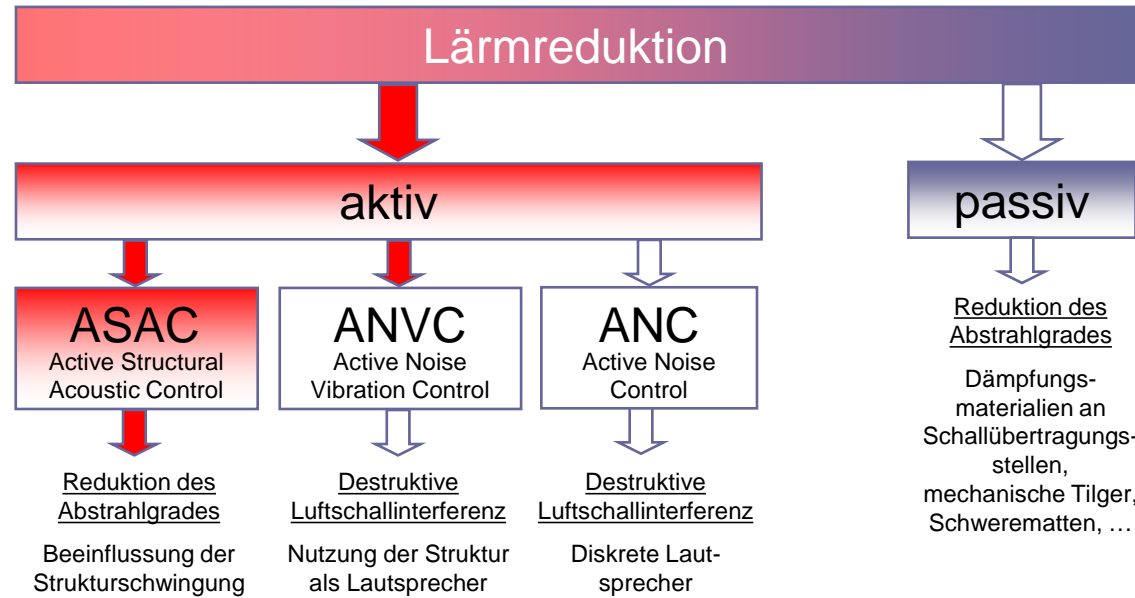 Lärmreduktion
aktiv
passiv
ASAC
Active Structural
Acoustic Control
ANVC
Active Noise
Vibration Control
ANC
Active Noise
Control
Reduktion des
Abstrahlgrades
Beeinflussung der
Strukturschwingung
Destruktive
Luftschallinterferenz
Nutzung der Struktur
als Lautsprecher
Destruktive
Luftschallinterferenz
Diskrete Laut-
sprecher
Reduktion des
Abstrahlgrades
Dämpfungs-
materialien an
Schallübertragungs-
stellen,
mechanische Tilger,
Schwerematten, …